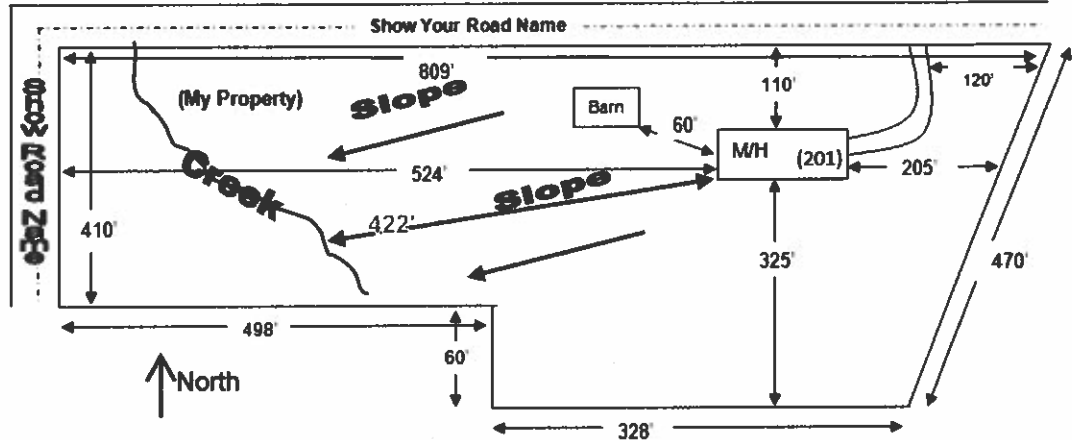 Show Your Road Name
Show Road Name
809'
110'
120'
(My Property)
Slope
Barn
60'
M/H
(201)
Creek
524'
205'
Slope
422'
410'
325'
470'
498'
60'
North
328'